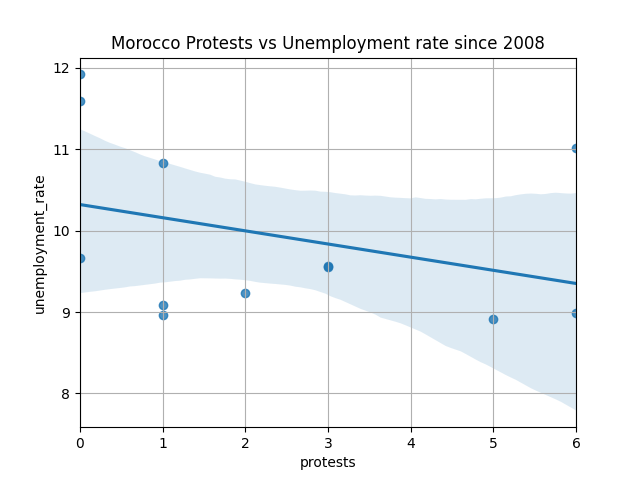 Morocco Protests vs Unemployment rate since 2008
12
11
10
9
8
unemployment_rate
0 1 2 3 4 5 6
protests